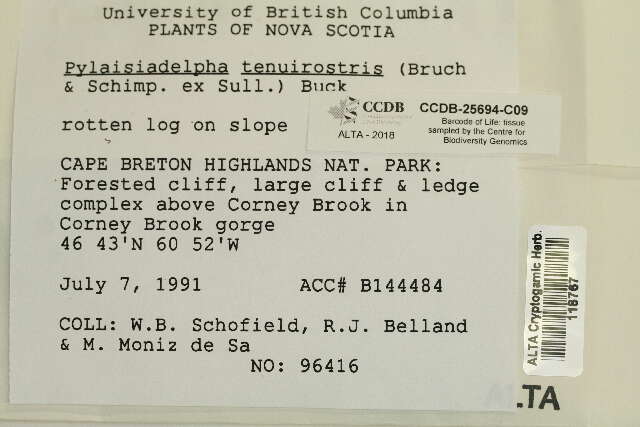 University of British Columbia
PLANTS OF NOVA SCOTIA
Pylaisiadelpha tenuirostris (Bruch
& Schimp. ex Sull.) Buck
rotten log on slope
CCDB
ALTA - 2018
CCDB-25694-C09
Barcode of Life: tissue
sampled by the Centre for
Biodiversity Genomics
CAPE BRETON HIGHLANDS NAT. PARK:
Forested cliff, large cliff & ledge
complex above Corney Brook in
Corney Brook gorge
46 43'N 60 52'W
July 7, 1991 ACC# B144484
COLL: W.B. Schofield, R.J. Belland
& M. Moniz de Sa
NO: 96416
ALTA Cryptogamic Herb.
118767
ALTA